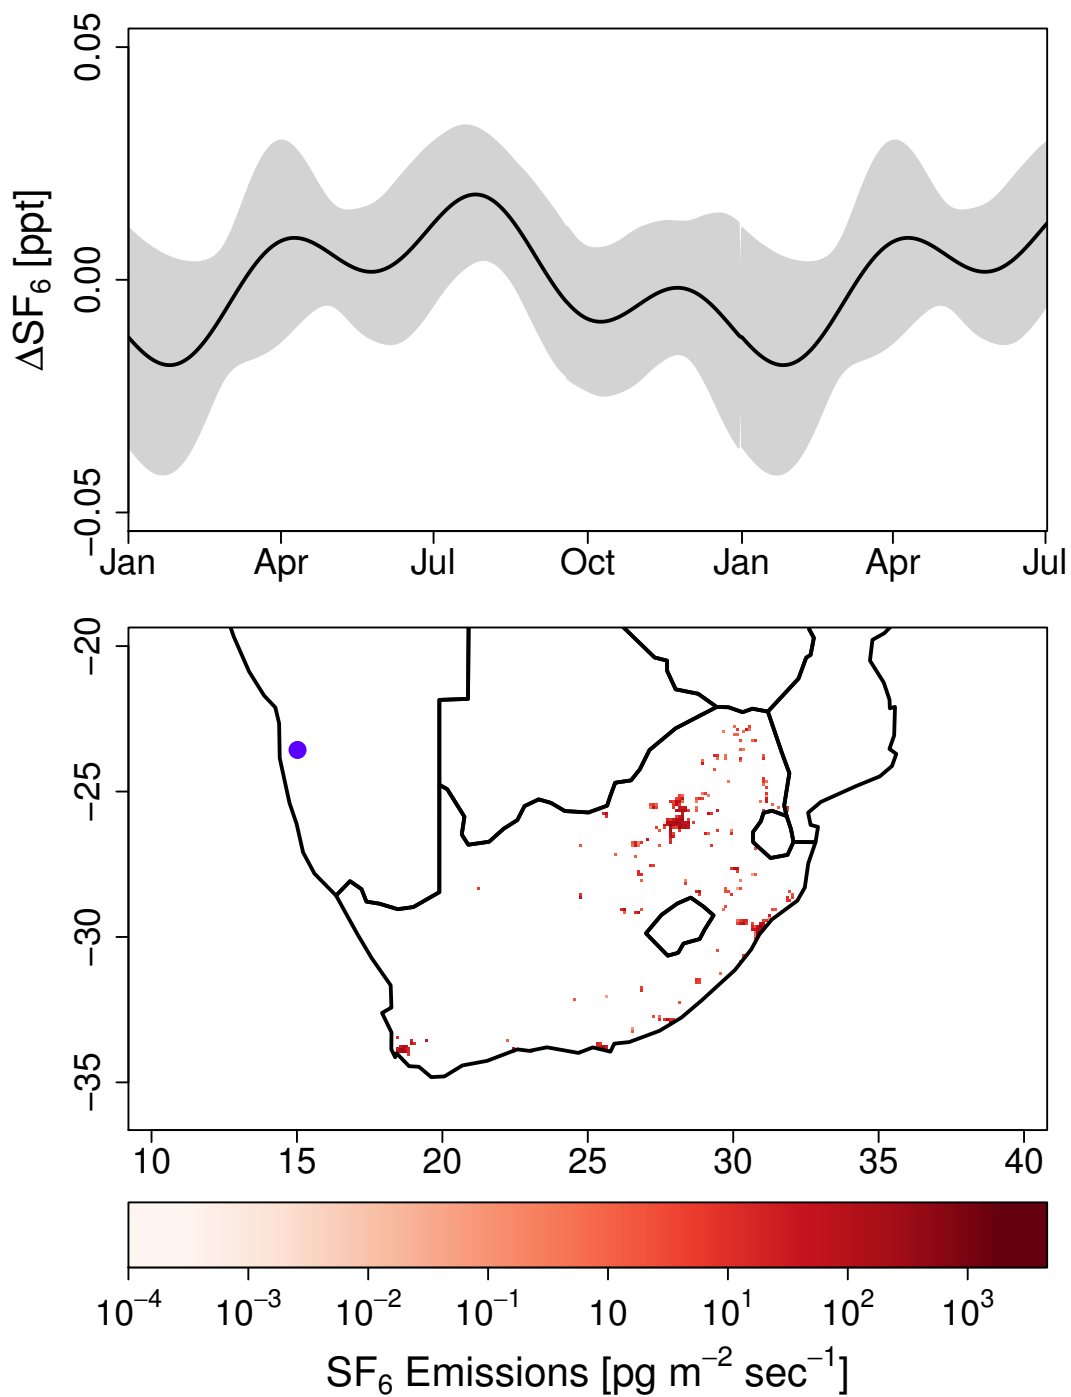 0.05
0.00
−0.05
ΔSF₆ [ppt]
Jan Apr Jul Oct Jan Apr Jul
−20
−25
−30
−35
10 15 20 25 30 35 40
10⁻⁴ 10⁻³ 10⁻² 10⁻¹ 10 10¹ 10² 10³
SF₆ Emissions [pg m⁻² sec⁻¹]